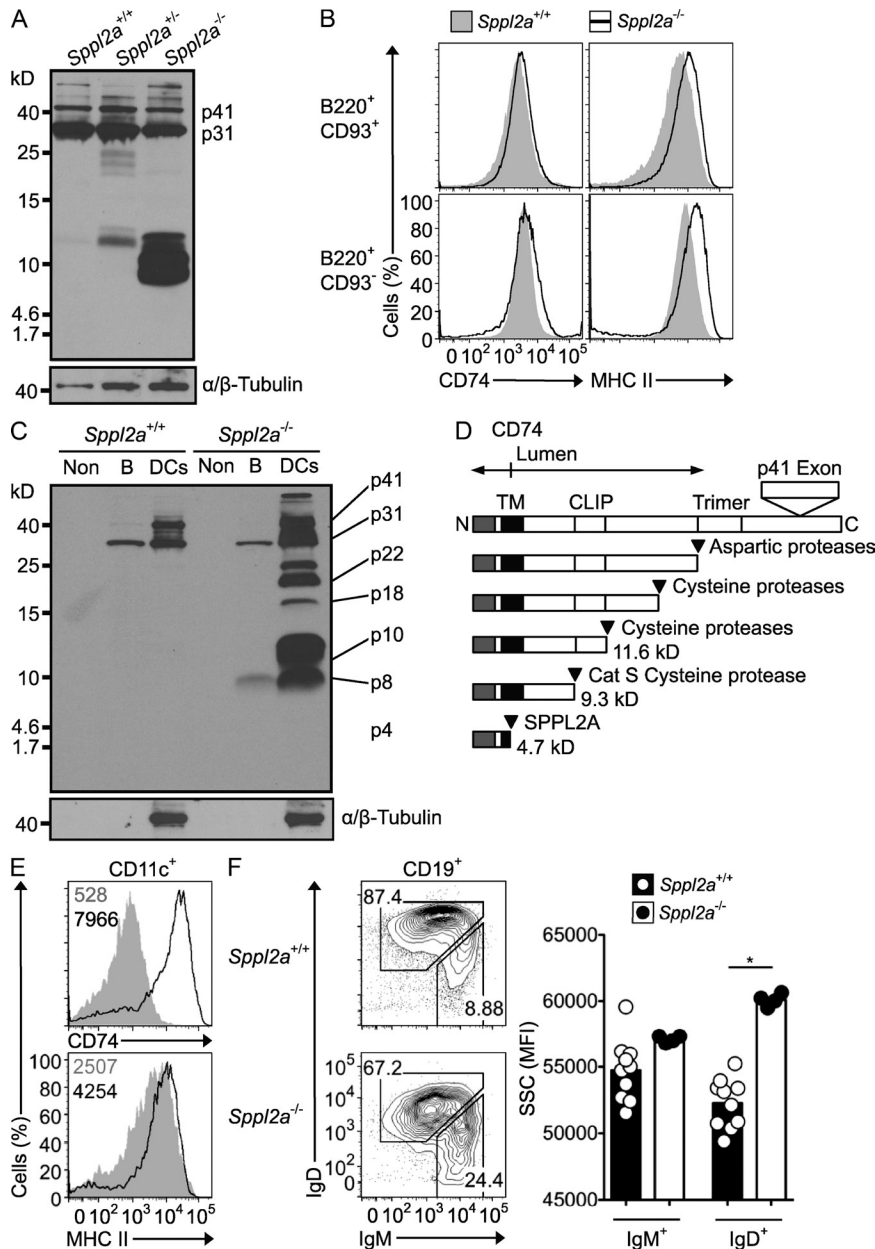 A
Sppl2a+/+
Sppl2a+/-
Sppl2a-/-
kD
40
25
15
10
4.6
1.7
p41
p31
40
α/β-Tubulin
B
Sppl2a+/+
Sppl2a-/-
B220+
CD93+
B220+
CD93-
Cells (%)
100
80
60
40
20
0
0 10² 10³ 10⁴ 10⁵
CD74
MHC II
C
Sppl2a+/+ Sppl2a-/-
Non B DCs Non B DCs
kD
40
25
15
10
4.6
1.7
p41
p31
p22
p18
p10
p8
p4
40
α/β-Tubulin
D
CD74
Lumen
p41 Exon
TM CLIP Trimer
N C
Aspartic proteases
Cysteine proteases
Cysteine proteases
11.6 kD
Cat S Cysteine protease
9.3 kD
SPPL2A
4.7 kD
E
CD11c+
528
7966
0 10² 10³ 10⁴ 10⁵
CD74
2507
4254
Cells (%)
100
80
60
40
20
0
0 10² 10³ 10⁴ 10⁵
MHC II
F
CD19+
Sppl2a+/+
87.4
8.88
Sppl2a-/-
67.2
24.4
10⁵
10⁴
10³
10²
0
IgD
0 10² 10³ 10⁴ 10⁵
IgM
Sppl2a+/+
Sppl2a-/-
65000
60000
55000
50000
45000
SSC (MFI)
*
IgM+ IgD+